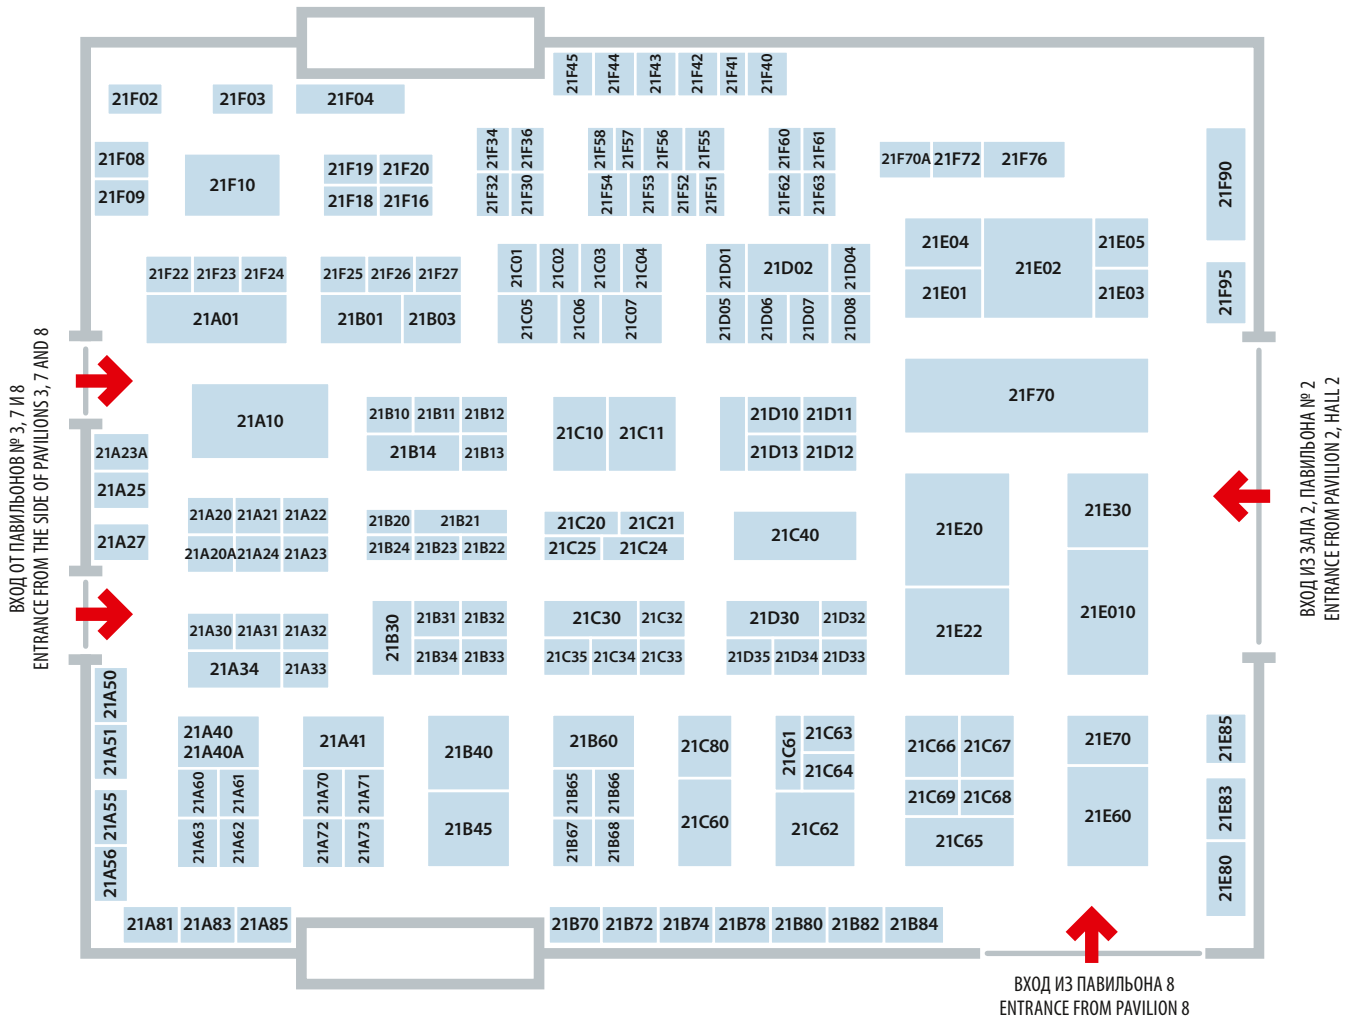 21F45 21F44 21F43 21F42 21F41 21F40
21F02 21F03 21F04
21F34 21F36 21F58 21F57 21F56 21F55 21F60 21F61
21F08 21F10 21F19 21F20 21F70A 21F72 21F76 21F90
21F09 21F18 21F16 21F32 21F30 21F54 21F53 21F52 21F51 21F62 21F63
21E04 21E02 21E05
21F22 21F23 21F24 21F25 21F26 21F27 21C01 21C02 21C03 21C04 21D01 21D02 21D04
21E01 21E03 21F95
21A01 21B01 21B03 21C05 21C06 21C07 21D05 21D06 21D07 21D08
ВХОД ОТ ПАВИЛЬОНОВ № 3, 7 И 8
ENTRANCE FROM THE SIDE OF PAVILIONS 3, 7 AND 8
21F70
ВХОД ИЗ ЗАЛА 2, ПАВИЛЬОНА № 2
ENTRANCE FROM PAVILION 2, HALL 2
21A10 21B10 21B11 21B12 21C10 21C11 21D10 21D11
21A23A 21B14 21B13 21D13 21D12
21A25
21A20 21A21 21A22 21B20 21B21 21C20 21C21 21C40 21E20 21E30
21A27 21A20A 21A24 21A23 21B24 21B23 21B22 21C25 21C24
21A30 21A31 21A32 21B30 21B31 21B32 21C30 21C32 21D30 21D32 21E22 21E010
21A34 21A33 21B34 21B33 21C35 21C34 21C33 21D35 21D34 21D33
21A50
21A40
21A40A
21A41 21B40 21B60 21C80 21C61 21C63 21C66 21C67 21E70 21E85
21A51 21C64
21A60 21A61 21A70 21A71 21B65 21B66 21C69 21C68
21A55 21A63 21A62 21A72 21A73 21B45 21B67 21B68 21C60 21C62 21C65 21E60 21E83
21A56 21E80
21A81 21A83 21A85 21B70 21B72 21B74 21B78 21B80 21B82 21B84
ВХОД ИЗ ПАВИЛЬОНА 8
ENTRANCE FROM PAVILION 8